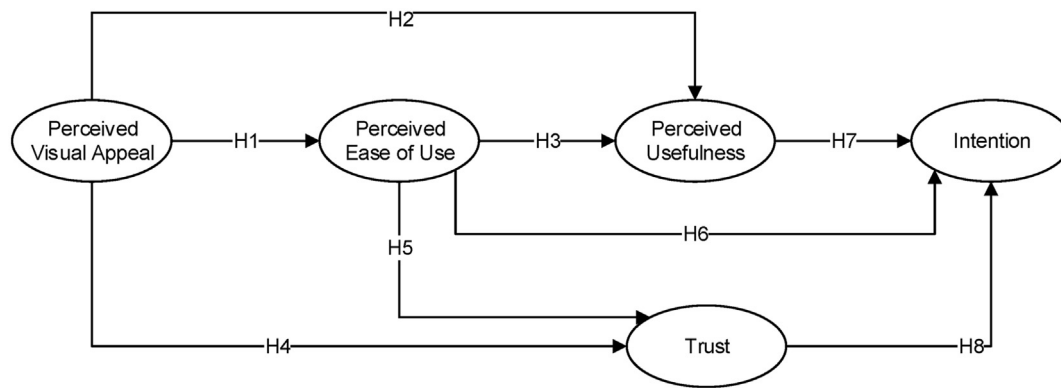 H2
Perceived
Visual Appeal
H1
Perceived
Ease of Use
H3
Perceived
Usefulness
H7
Intention
H6
H5
H4
Trust
H8